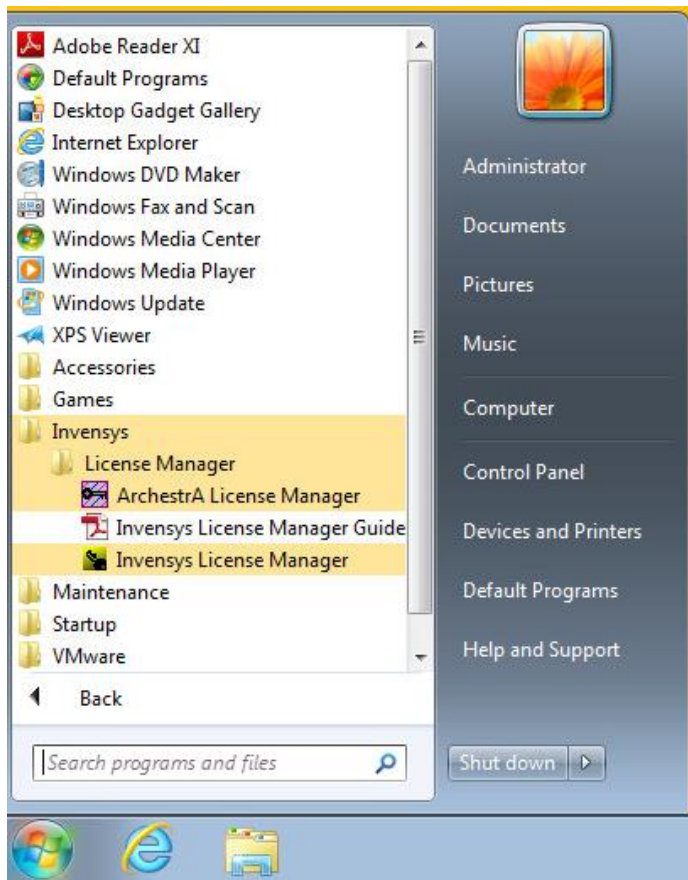 Adobe Reader XI
Default Programs
Desktop Gadget Gallery
Internet Explorer
Windows DVD Maker
Windows Fax and Scan
Windows Media Center
Windows Media Player
Windows Update
XPS Viewer
Accessories
Games
Invensys
License Manager
ArchestrA License Manager
Invensys License Manager Guide
Invensys License Manager
Maintenance
Startup
VMware
Back
Search programs and files
Administrator
Documents
Pictures
Music
Computer
Control Panel
Devices and Printers
Default Programs
Help and Support
Shut down